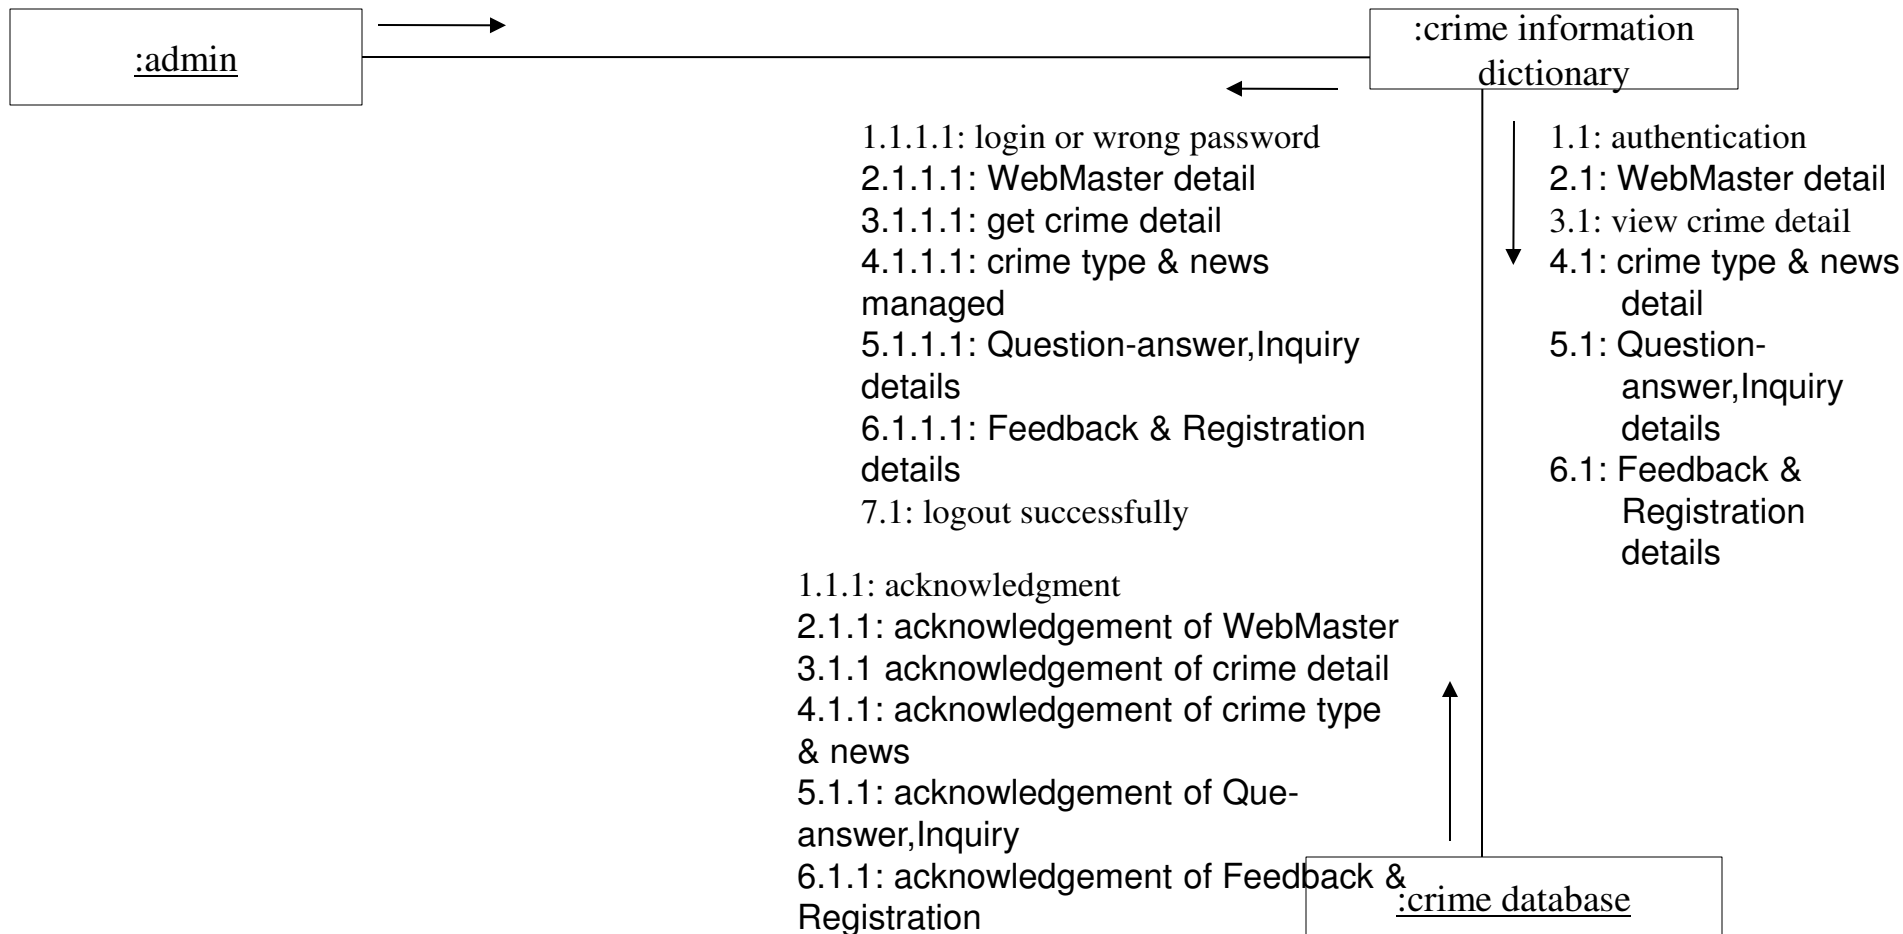 :admin
:crime information
dictionary
1.1.1.1: login or wrong password
2.1.1.1: WebMaster detail
3.1.1.1: get crime detail
4.1.1.1: crime type & news
managed
5.1.1.1: Question-answer,Inquiry
details
6.1.1.1: Feedback & Registration
details
7.1: logout successfully
1.1: authentication
2.1: WebMaster detail
3.1: view crime detail
4.1: crime type & news
detail
5.1: Question-
answer,Inquiry
details
6.1: Feedback &
Registration
details
1.1.1: acknowledgment
2.1.1: acknowledgement of WebMaster
3.1.1 acknowledgement of crime detail
4.1.1: acknowledgement of crime type
& news
5.1.1: acknowledgement of Que-
answer,Inquiry
6.1.1: acknowledgement of Feedback &
Registration
:crime database